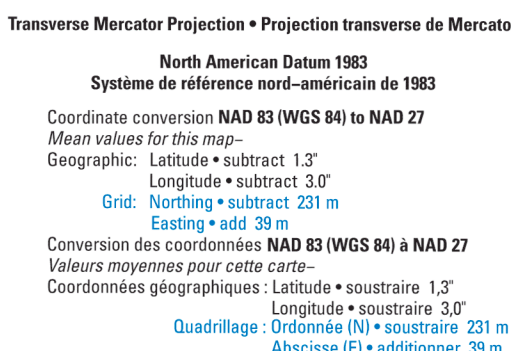 Transverse Mercator Projection • Projection transverse de Mercato
North American Datum 1983
Système de référence nord–américain de 1983
Coordinate conversion NAD 83 (WGS 84) to NAD 27
Mean values for this map–
Geographic: Latitude • subtract 1.3"
Longitude • subtract 3.0"
Grid: Northing • subtract 231 m
Easting • add 39 m
Conversion des coordonnées NAD 83 (WGS 84) à NAD 27
Valeurs moyennes pour cette carte–
Coordonnées géographiques : Latitude • soustraire 1,3"
Longitude • soustraire 3,0"
Quadrillage : Ordonnée (N) • soustraire 231 m
Abscisse (E) • additionner 39 m